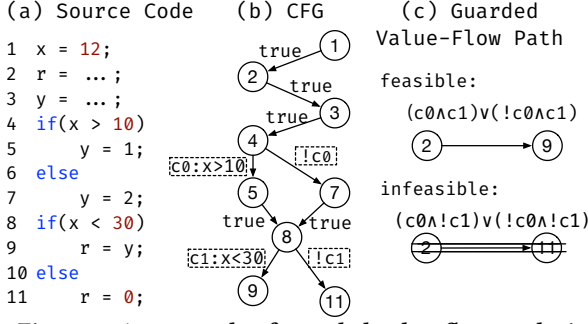 (a) Source Code
1 x = 12;
2 r = ...;
3 y = ...;
4 if(x > 10)
5 y = 1;
6 else
7 y = 2;
8 if(x < 30)
9 r = y;
10 else
11 r = 0;
(b) CFG
1
true
2
true
3
true
4
c0:x>10
!c0
5
7
true
true
8
c1:x<30
!c1
9
11
(c) Guarded
Value-Flow Path
feasible:
(c0∧c1)∨(!c0∧c1)
2
9
infeasible:
(c0∧!c1)∨(!c0∧!c1)
2
11